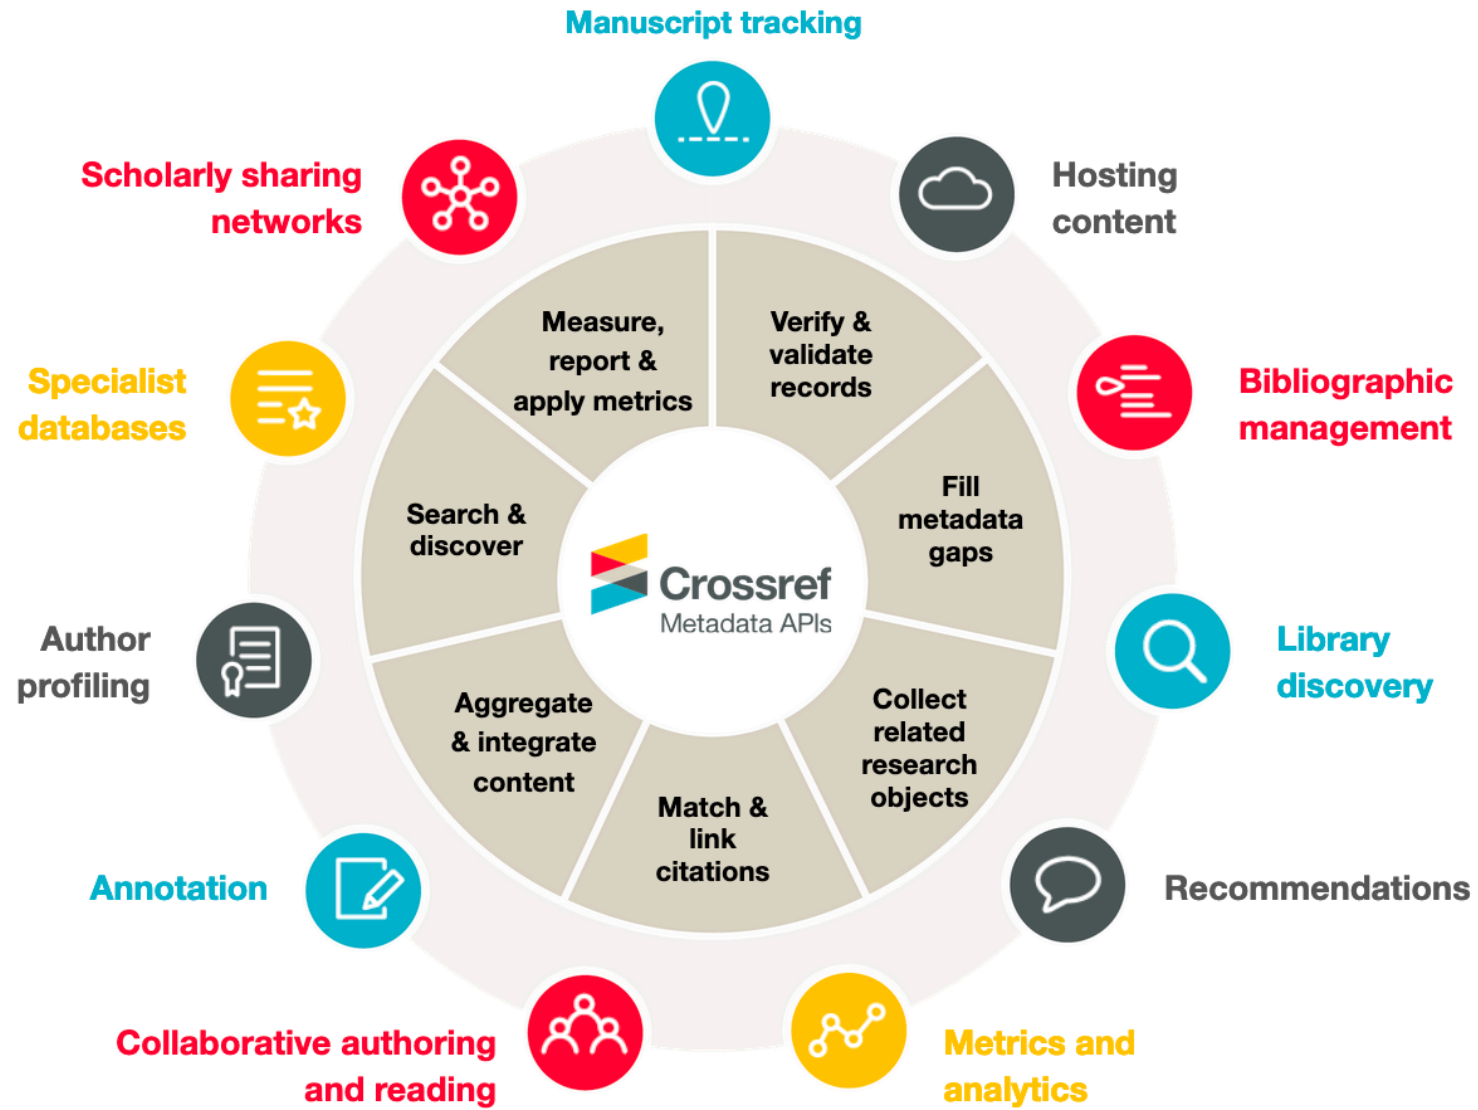 Manuscript tracking
Hosting
content
Bibliographic
management
Library
discovery
Recommendations
Metrics and
analytics
Collaborative authoring
and reading
Annotation
Author
profiling
Specialist
databases
Scholarly sharing
networks
Verify &
validate
records
Fill
metadata
gaps
Collect
related
research
objects
Match &
link
citations
Aggregate
& integrate
content
Search &
discover
Measure,
report &
apply metrics
Crossref
Metadata APIs